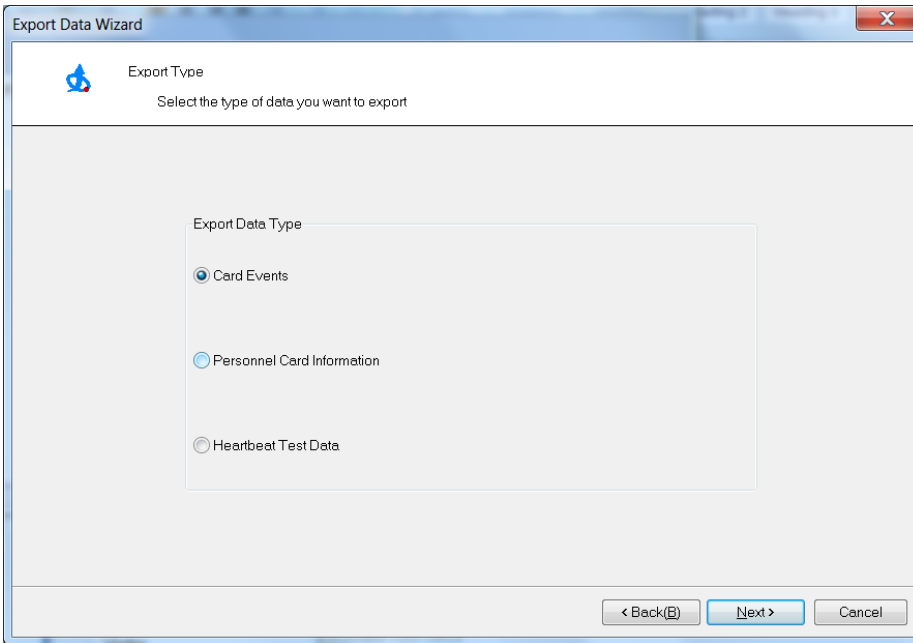 Export Data Wizard
Export Type
Select the type of data you want to export
Export Data Type
Card Events
Personnel Card Information
Heartbeat Test Data
< Back(B) Next > Cancel